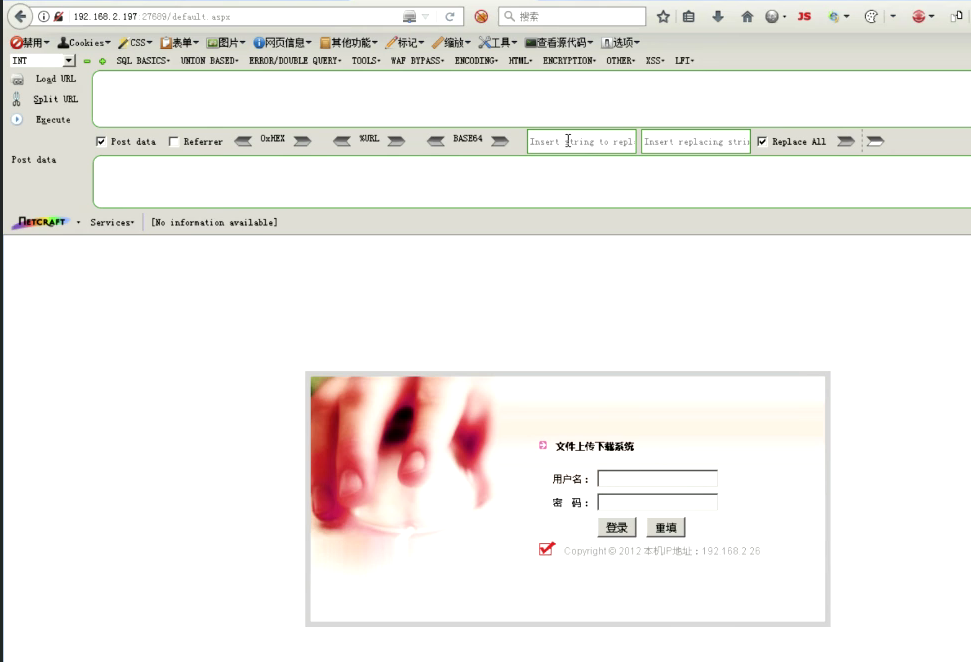 192.168.2.197 27689/default.aspx 搜索 JS
禁用 Cookies CSS 表单 图片 网页信息 其他功能 标记 缩放 工具 查看源代码 选项
INT SQL BASICS UNION BASED ERROR/DOUBLE QUERY TOOLS WAF BYPASS ENCODING HTML ENCRYPTION OTHER XSS LFI
Load URL
Split URL
Execute
Post data Referrer 0xHEX %URL BASE64 Insert string to repl Insert replacing stri Replace All
Post data
NETCRAFT Services [No information available]
文件上传下载系统
用户名：
密 码：
登录 重填
Copyright © 2012 本机IP地址：192.168.2.26